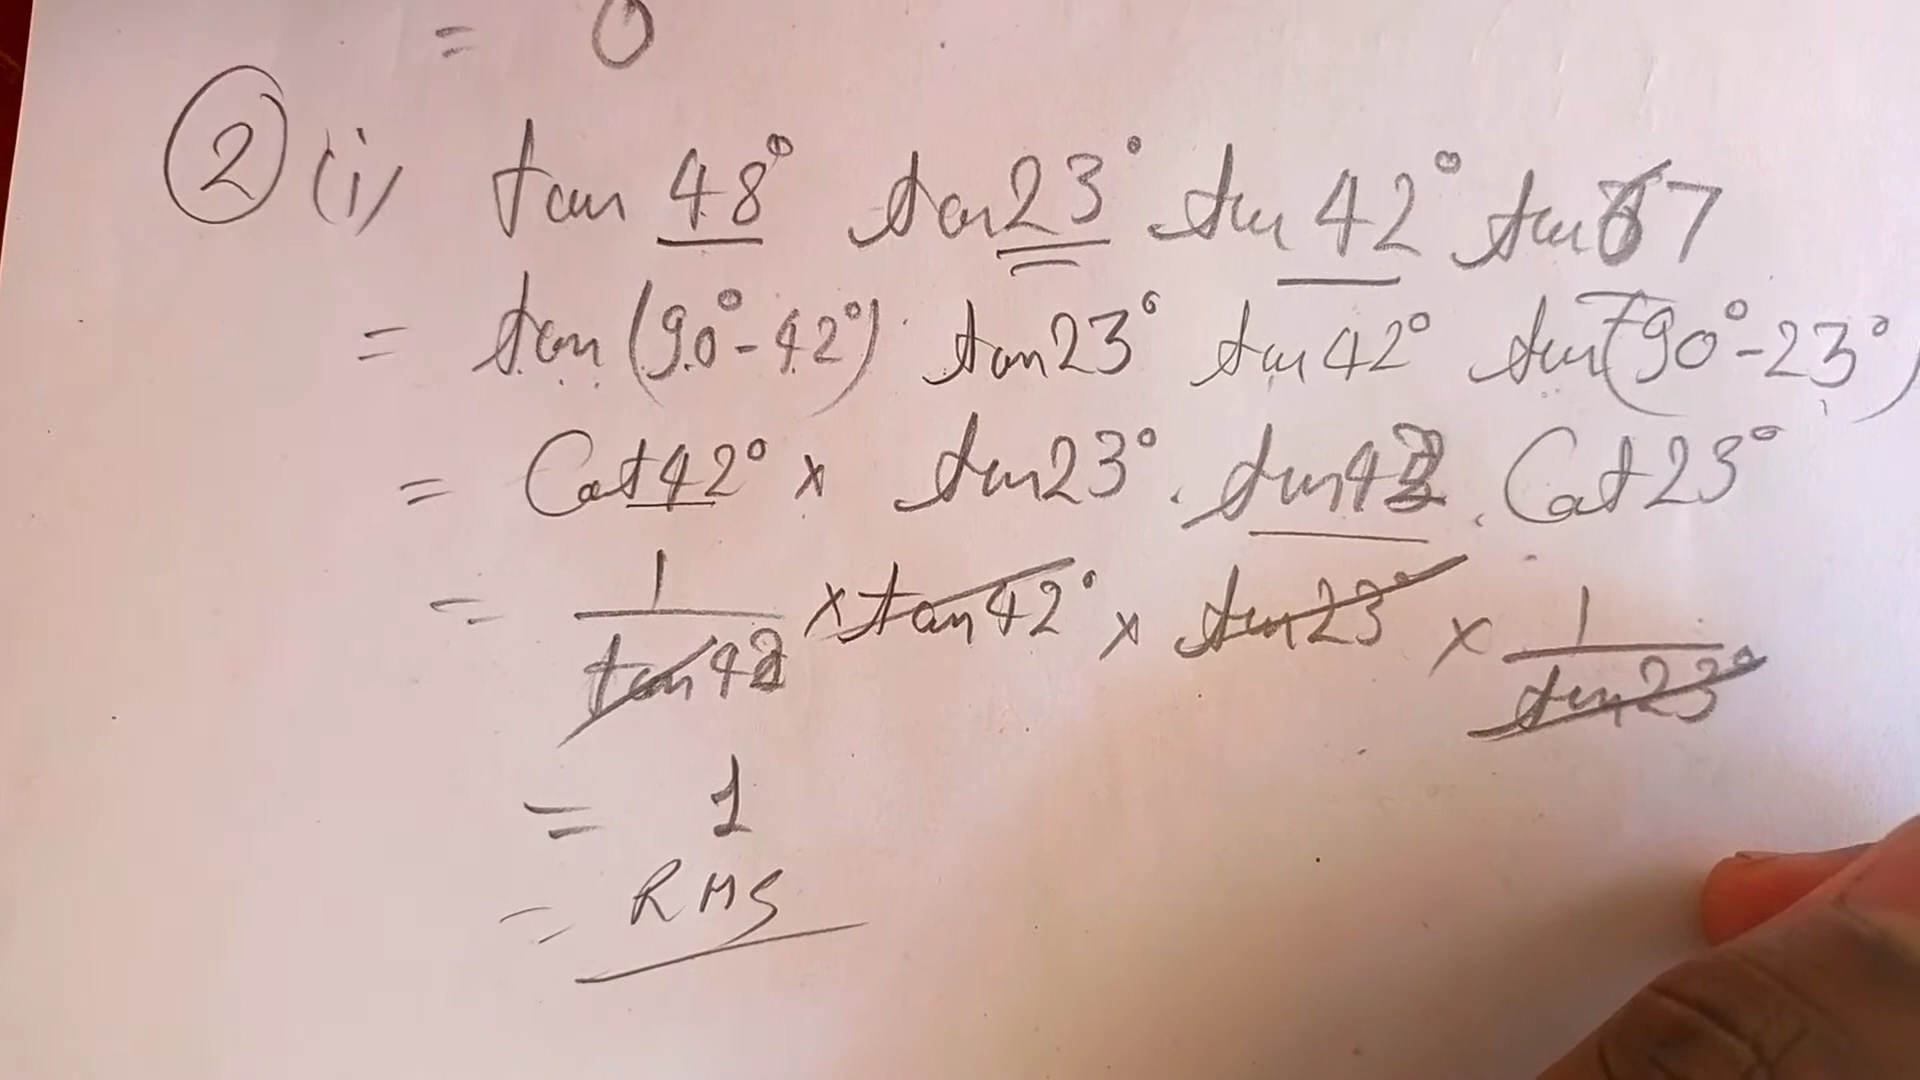 = 0
2 (i) tan 48° tan 23° tan 42° tan 67
= tan (90° - 42°) . tan 23° tan 42° tan (90° - 23°)
= Cot 42° x tan 23° . tan 42 . Cot 23°
= 1/tan 42 x tan 42° x tan 23° x 1/tan 23°
= 1
= RHS